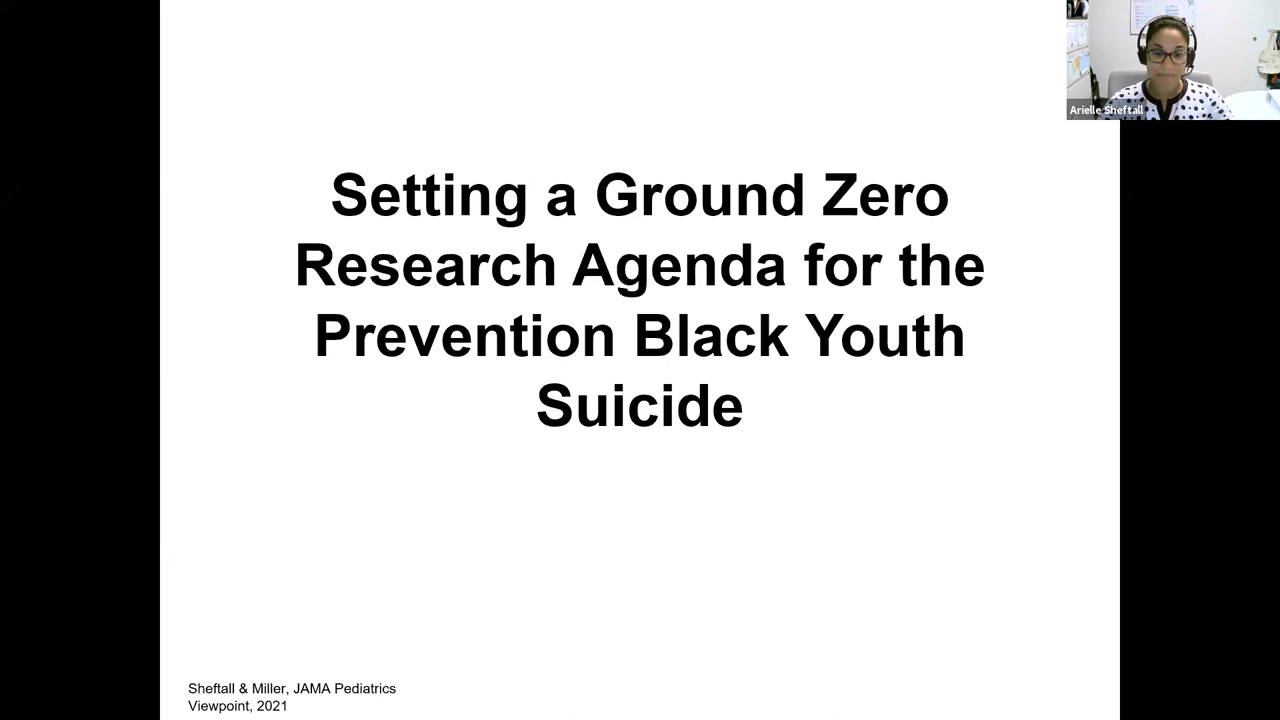 Arielle Sheftall
Setting a Ground Zero
Research Agenda for the
Prevention Black Youth
Suicide
Sheftall & Miller, JAMA Pediatrics
Viewpoint, 2021